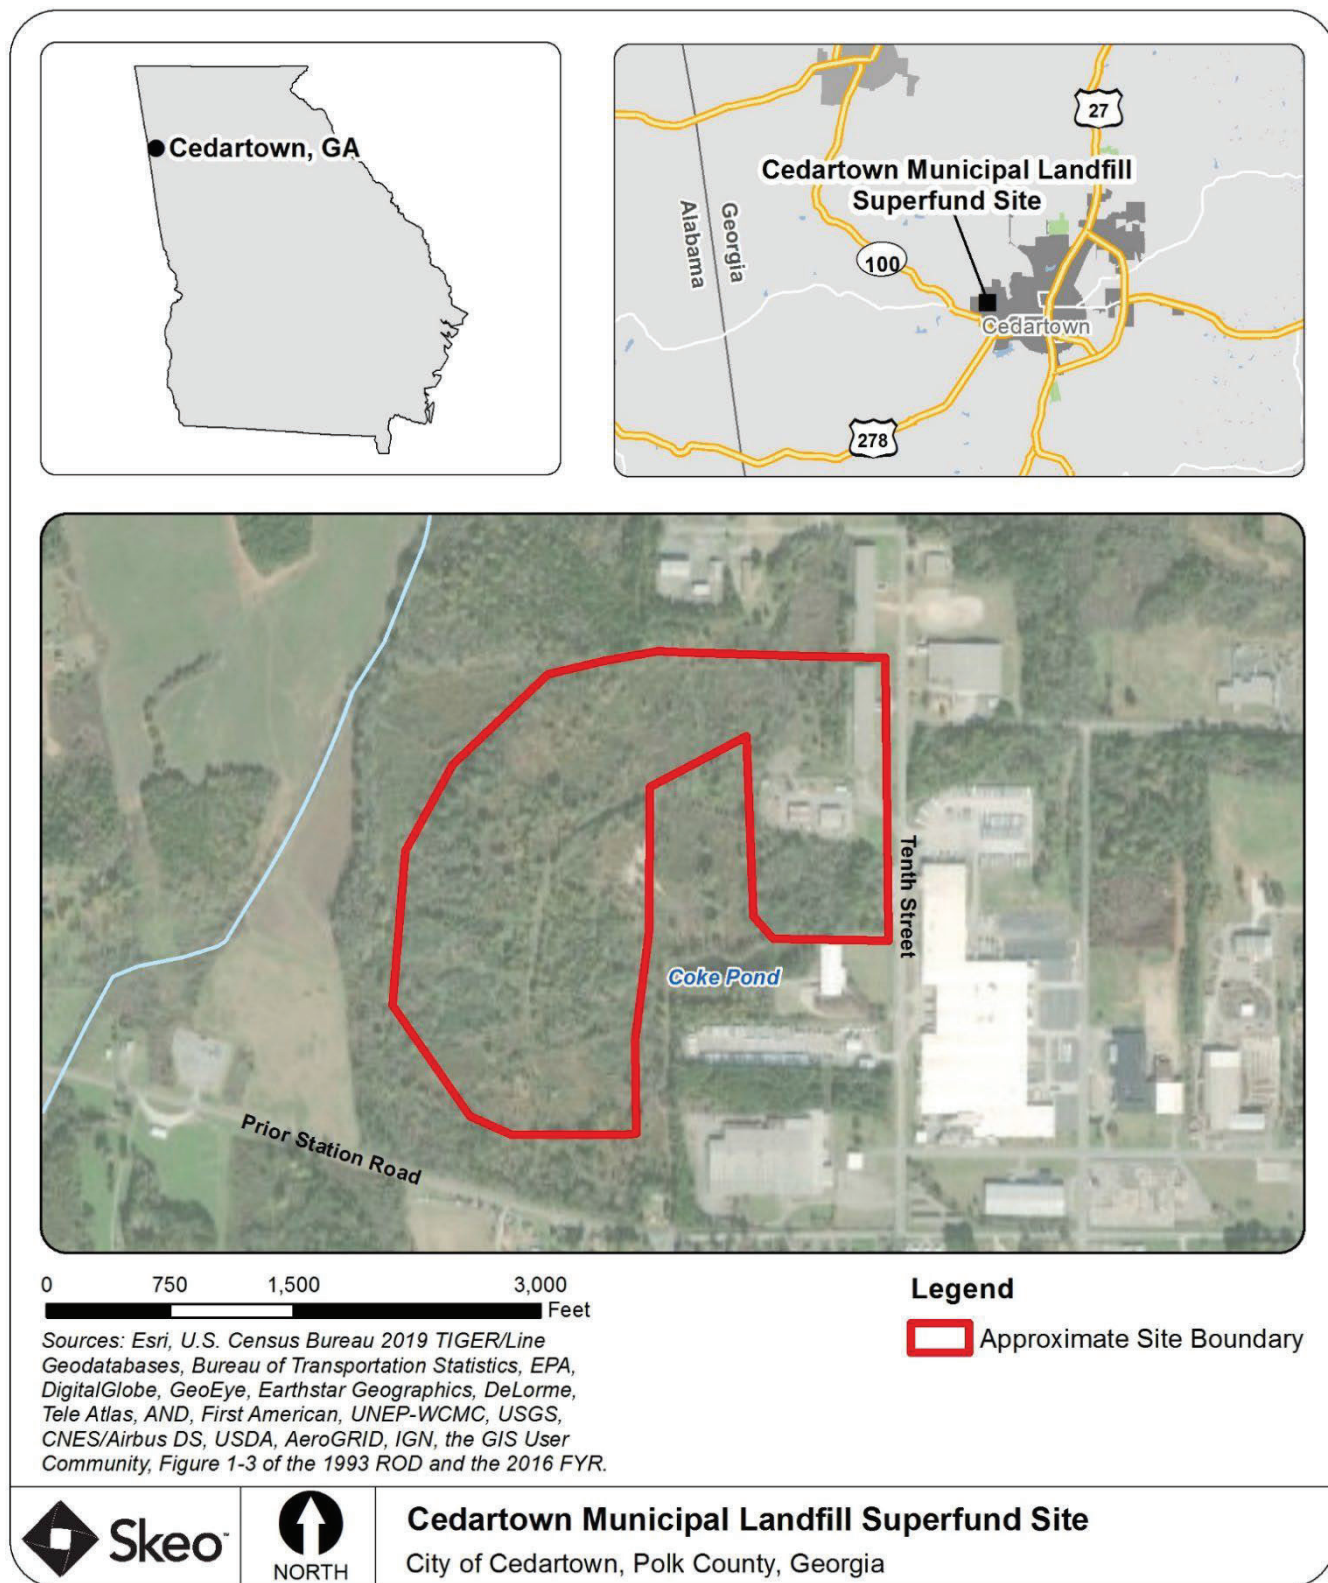 Cedartown, GA
27
Cedartown Municipal Landfill
Superfund Site
Georgia
Alabama
100
Cedartown
278
Tenth Street
Coke Pond
Prior Station Road
0 750 1,500 3,000
Feet
Sources: Esri, U.S. Census Bureau 2019 TIGER/Line
Geodatabases, Bureau of Transportation Statistics, EPA,
DigitalGlobe, GeoEye, Earthstar Geographics, DeLorme,
Tele Atlas, AND, First American, UNEP-WCMC, USGS,
CNES/Airbus DS, USDA, AeroGRID, IGN, the GIS User
Community, Figure 1-3 of the 1993 ROD and the 2016 FYR.
Legend
Approximate Site Boundary
Skeo™
NORTH
Cedartown Municipal Landfill Superfund Site
City of Cedartown, Polk County, Georgia